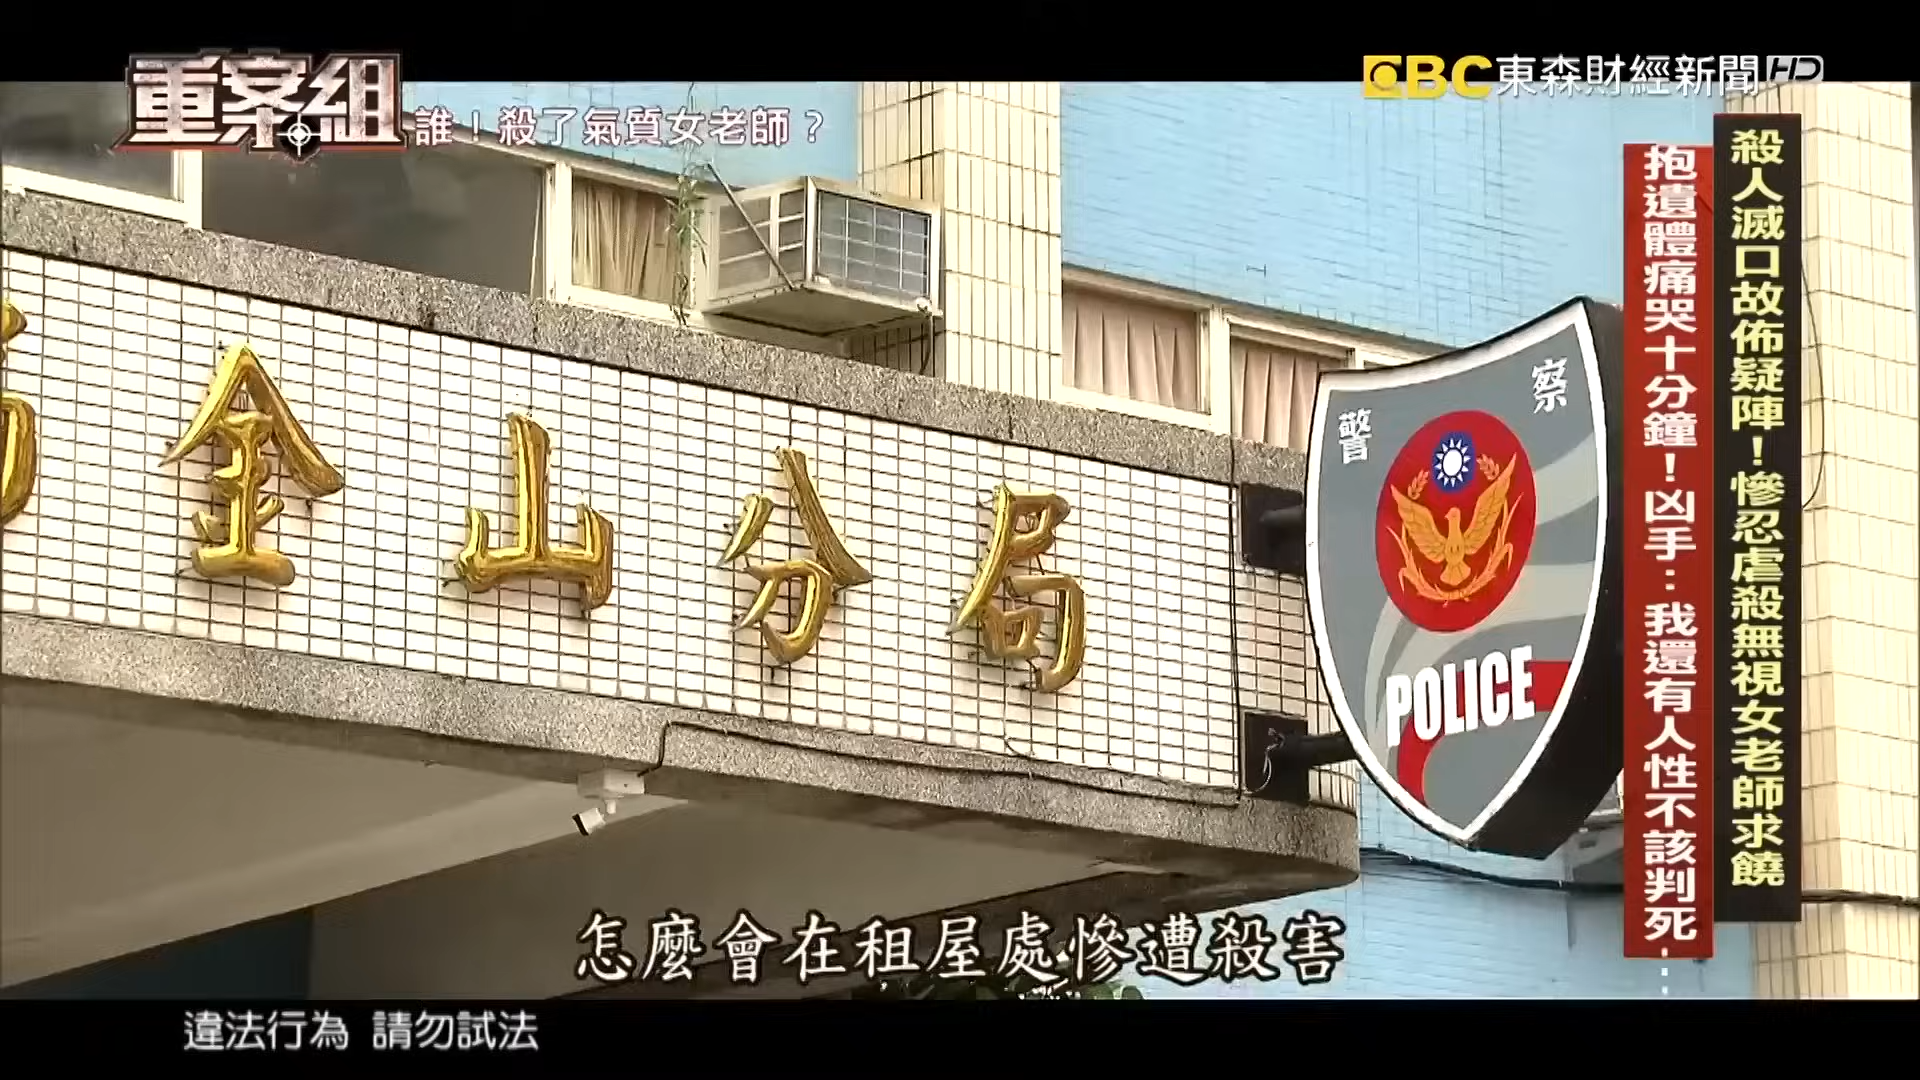 重案組
誰！殺了氣質女老師？
EBC東森財經新聞HD
殺人滅口故佈疑陣！慘忍虐殺無視女老師求饒
抱遺體痛哭十分鐘！凶手：我還有人性不該判死…
金山分局
警察
POLICE
怎麼會在租屋處慘遭殺害
違法行為 請勿試法